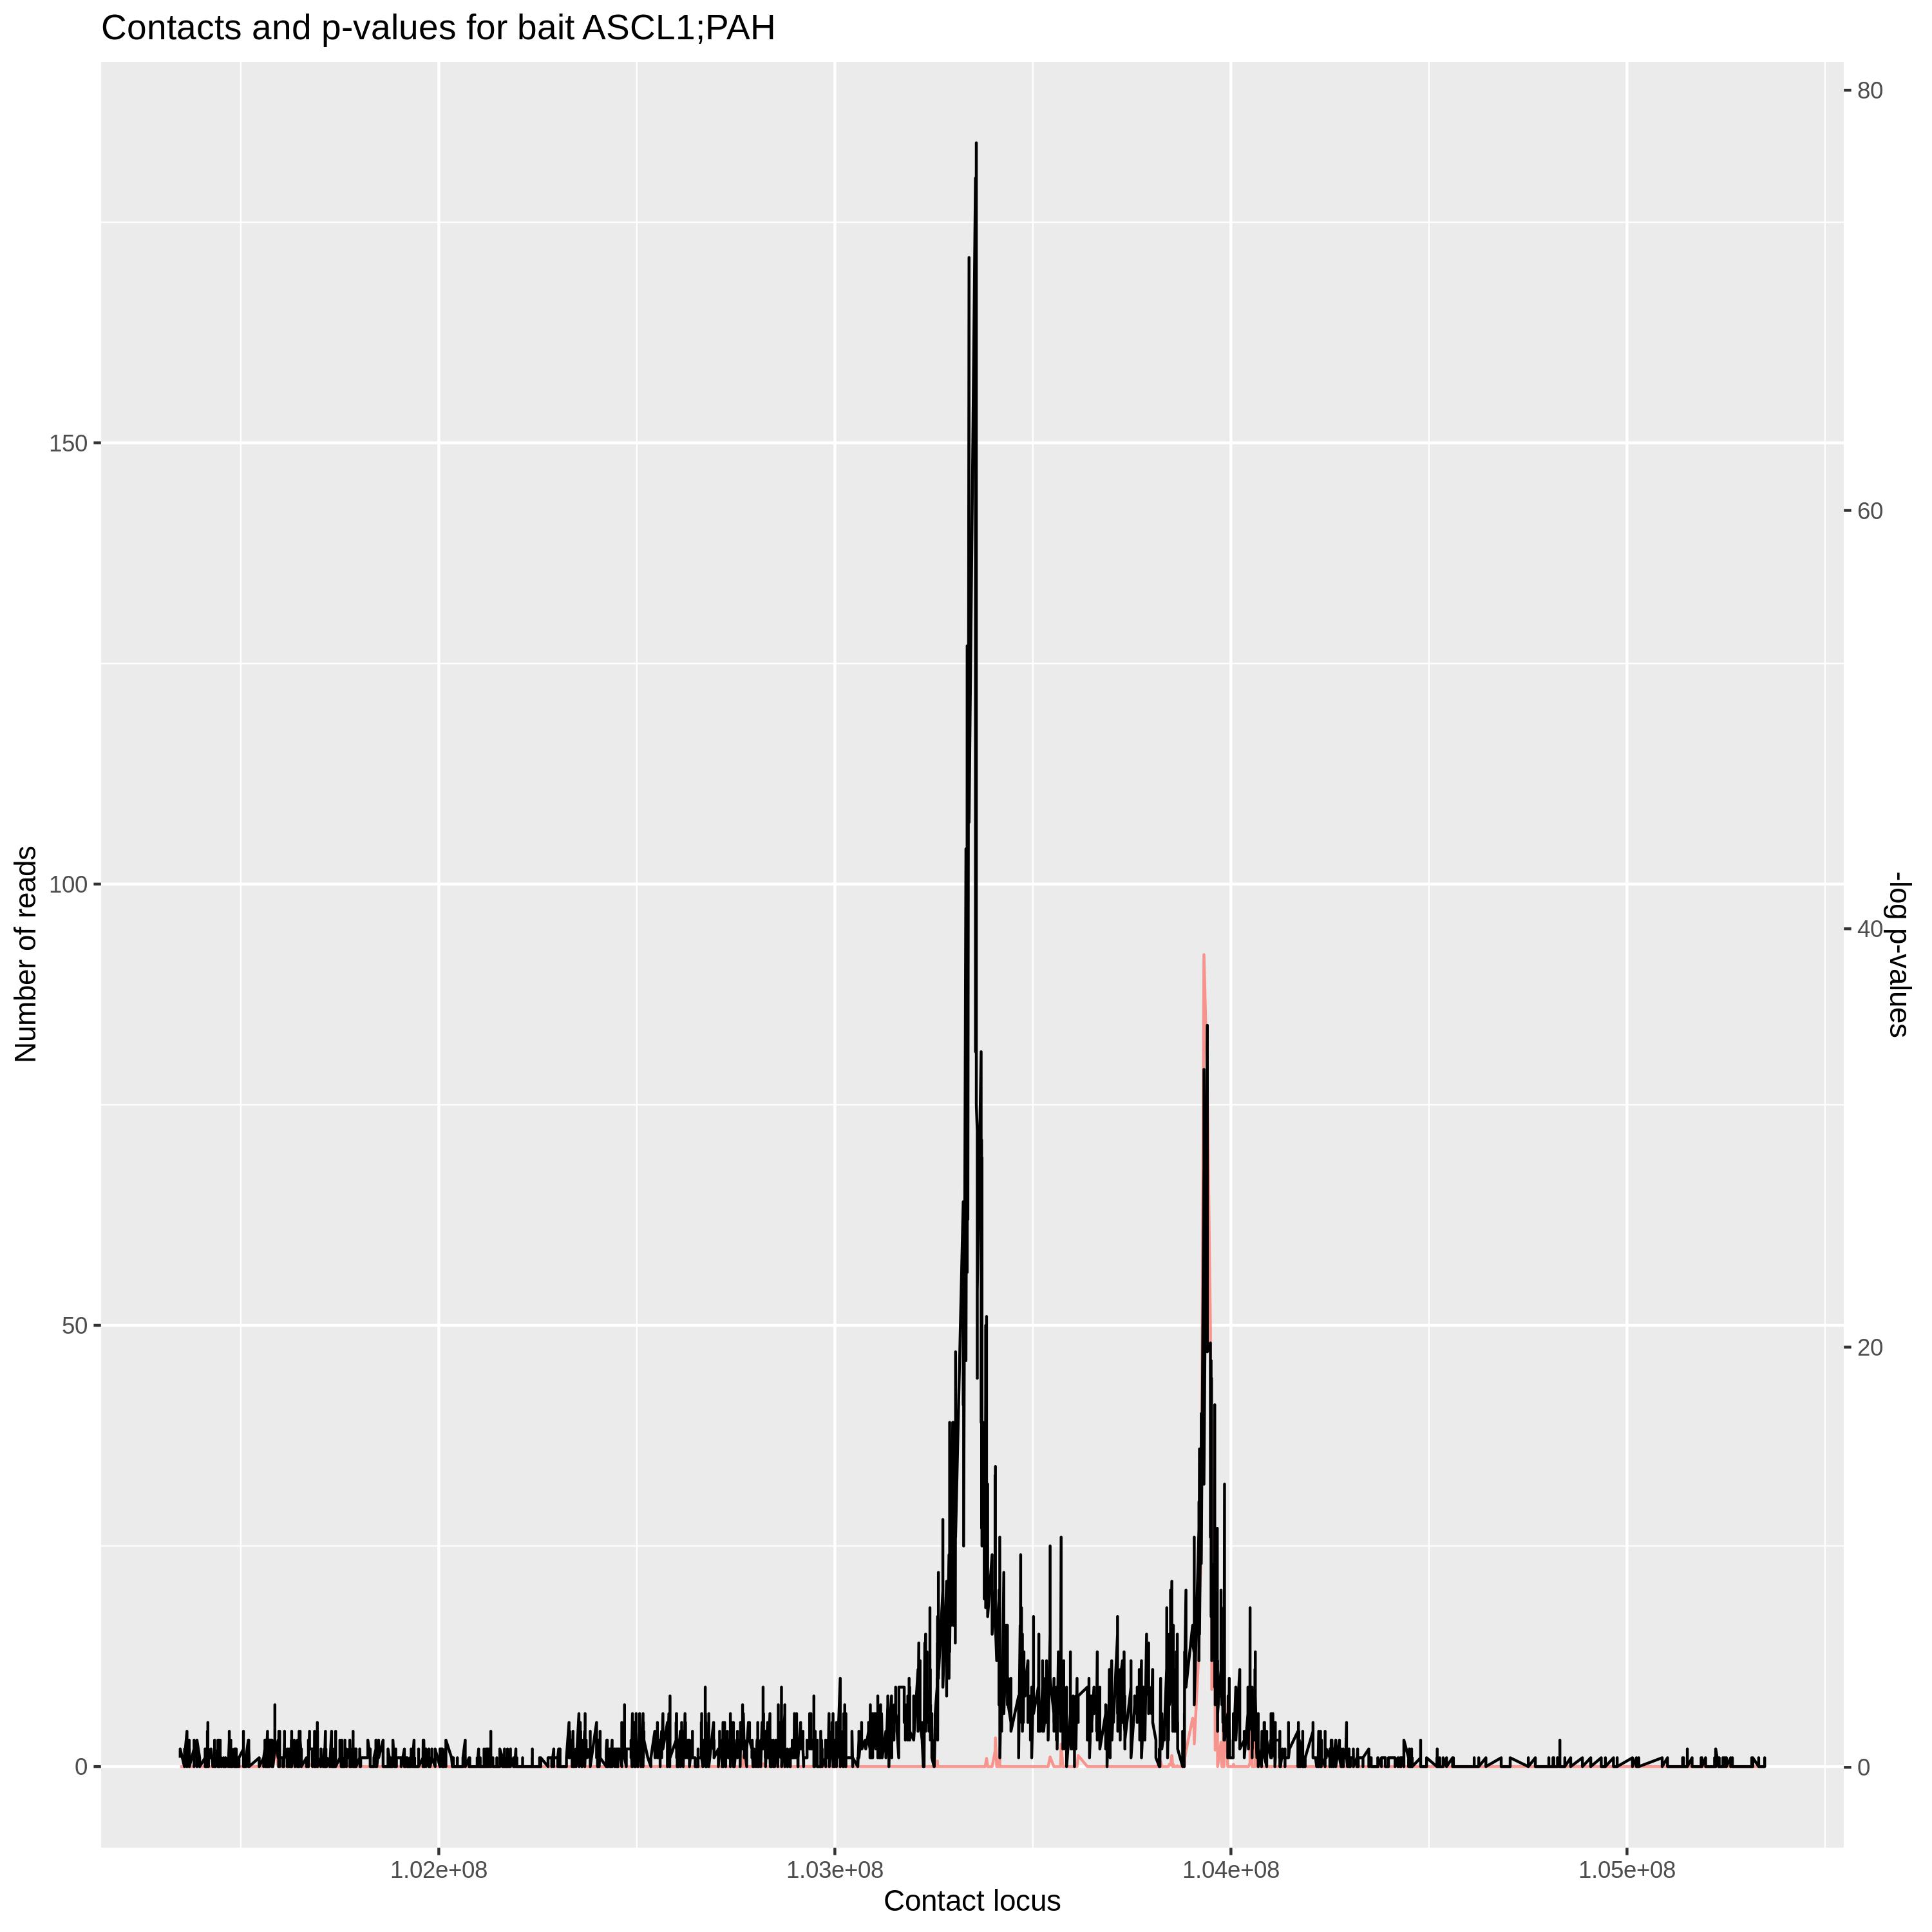 Contacts and p-values for bait ASCL1;PAH
Number of reads
150
100
50
0
80
60
40
20
0
-log p-values
1.02e+08 1.03e+08 1.04e+08 1.05e+08
Contact locus